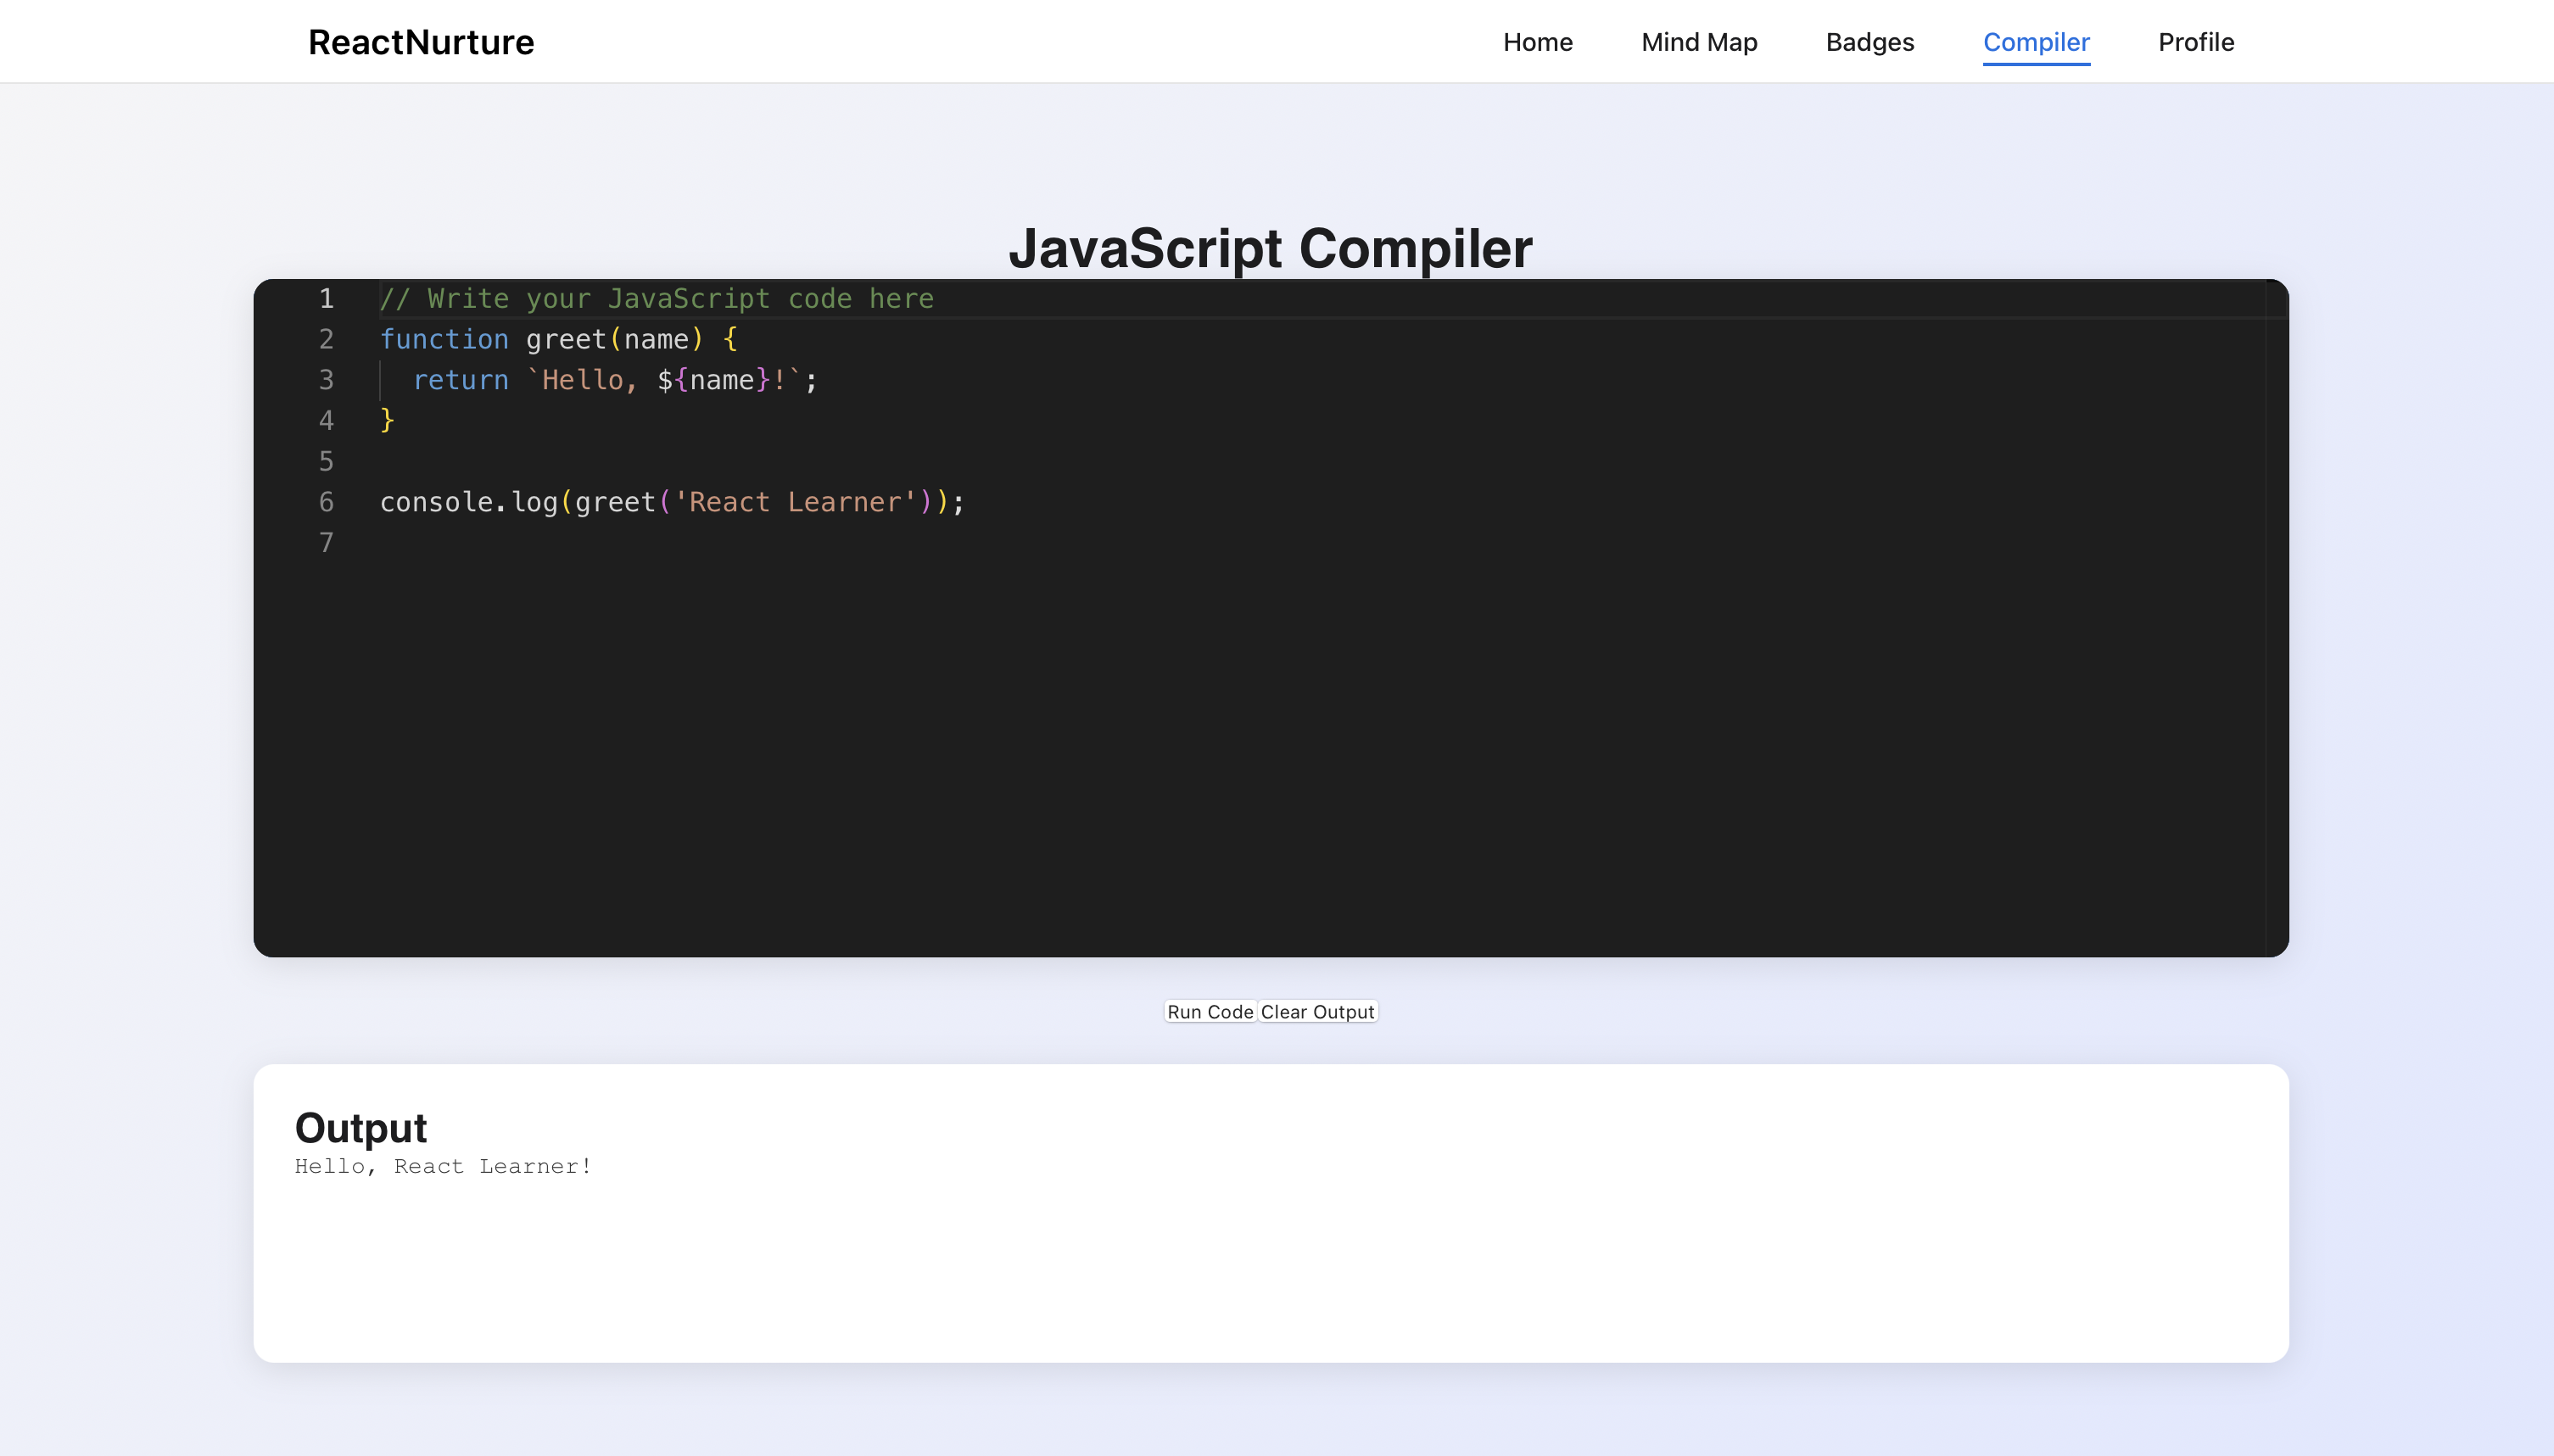 ReactNurture
Home Mind Map Badges Compiler Profile
JavaScript Compiler
1 // Write your JavaScript code here
2 function greet(name) {
3   return `Hello, ${name}!`;
4 }
5
6 console.log(greet('React Learner'));
7
Run Code Clear Output
Output
Hello, React Learner!